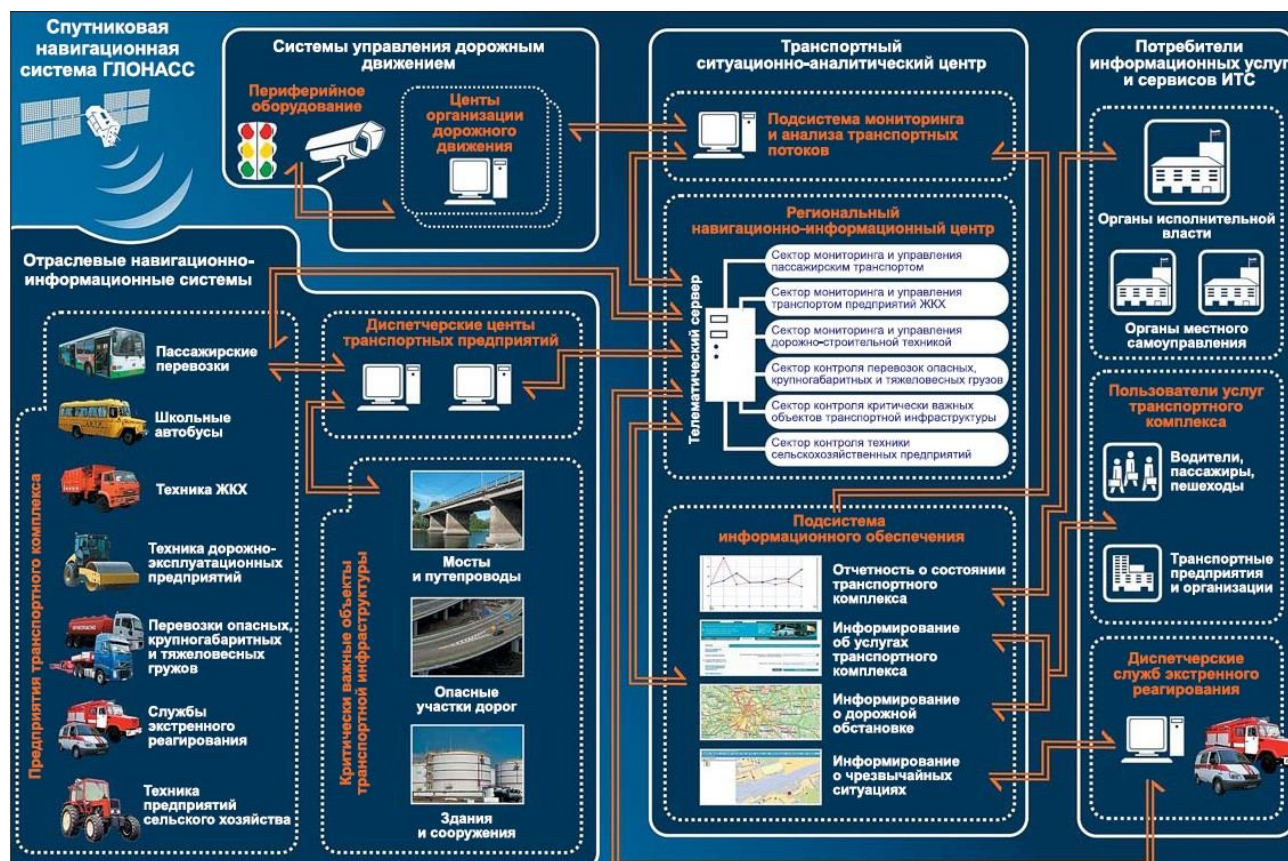 Спутниковая
навигационная
система ГЛОНАСС
Системы управления дорожным
движением
Периферийное
оборудование
Центы
организации
дорожного
движения
Отраслевые навигационно-
информационные системы
Предприятия транспортного комплекса
Пассажирские
перевозки
Школьные
автобусы
Техника ЖКХ
Техника дорожно-
эксплуатационных
предприятий
Перевозки опасных,
крупногабаритных
и тяжеловесных
гружов
Службы
экстренного
реагирования
Техника
предприятий
сельского хозяйства
Диспетчерские центы
транспортных предприятий
Критически важные объекты
транспортной инфраструктуры
Мосты
и путепроводы
Опасные
участки дорог
Здания
и сооружения
Транспортный
ситуационно-аналитический центр
Подсистема мониторинга
и анализа транспортных
потоков
Региональный
навигационно-информационный центр
Телематический сервер
Сектор мониторинга и управления
пассажирским транспортом
Сектор мониторинга и управления
транспортом предприятий ЖКХ
Сектор мониторинга и управления
дорожно-строительной техникой
Сектор контроля перевозок опасных,
крупногабаритных и тяжеловесных грузов
Сектор контроля критически важных
объектов транспортной инфраструктуры
Сектор контроля техники
сельскохозяйственных предприятий
Подсистема
информационного обеспечения
Отчетность о состоянии
транспортного
комплекса
Информирование
об услугах
транспортного
комплекса
Информирование
о дорожной
обстановке
Информирование
о чрезвычайных
ситуациях
Потребители
информационных услуг
и сервисов ИТС
Органы исполнительной
власти
Органы местного
самоуправления
Пользователи услуг
транспортного
комплекса
Водители,
пассажиры,
пешеходы
Транспортные
предприятия
и организации
Диспетчерские
служб экстренного
реагирования